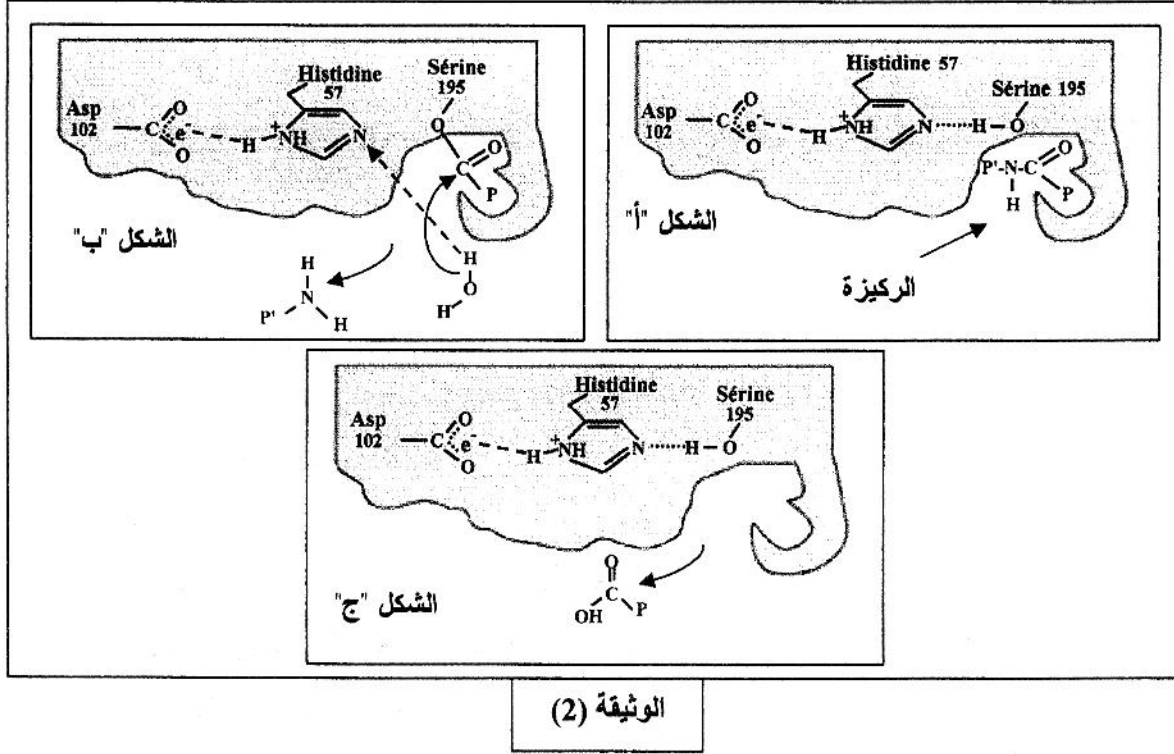 Histidine 57
Sérine 195
Asp
102
C
O
e-
O
H
+
NH
N
H
O
P'-N-C
O
H
P
الشكل "أ"
الركيزة
Sérine
195
Histidine
57
Asp
102
C
O
e-
O
H
+
NH
N
O
C
O
P
H
O
H
الشكل "ب"
H
N
P'
H
Histidine
57
Sérine
195
Asp
102
C
O
e-
O
H
+
NH
N
H
O
O
C
OH
P
الشكل "ج"
الوثيقة (2)